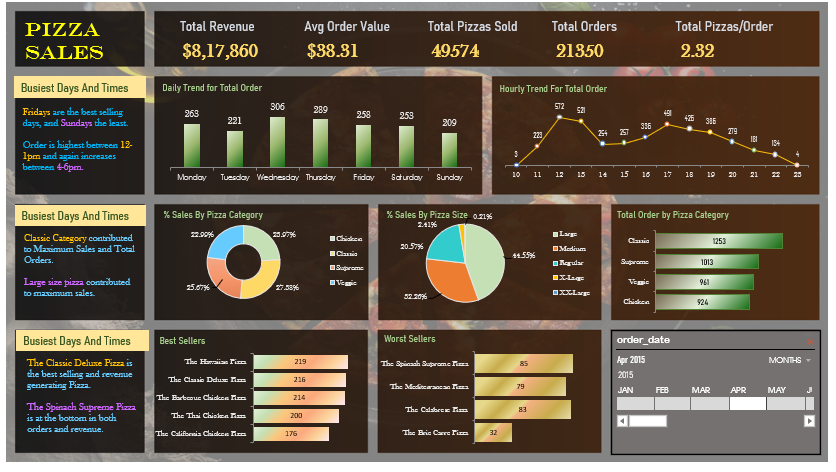 PIZZA
SALES
Total Revenue
$8,17,860
Avg Order Value
$38.31
Total Pizzas Sold
49574
Total Orders
21350
Total Pizzas/Order
2.32
Busiest Days And Times
Fridays are the best selling
days, and Sundays the least.
Order is highest between 12-
1pm and again increases
between 4-6pm.
Daily Trend for Total Order
263
221
306
289
258
253
209
Monday
Tuesday
Wednesday
Thursday
Friday
Saturday
Sunday
Hourly Trend For Total Order
3
223
572
521
254
257
336
491
426
386
279
181
134
4
10
11
12
13
14
15
16
17
18
19
20
21
22
23
Busiest Days And Times
Classic Category contributed
to Maximum Sales and Total
Orders.
Large size pizza contributed
to maximum sales.
% Sales By Pizza Category
22.99%
25.97%
25.67%
27.38%
Chicken
Classic
Supreme
Veggie
% Sales By Pizza Size
0.21%
2.41%
20.57%
44.55%
32.26%
Large
Medium
Regular
X-Large
XX-Large
Total Order by Pizza Category
Classic
1253
Supreme
1013
Veggie
961
Chicken
924
Busiest Days And Times
The Classic Deluxe Pizza is
the best selling and revenue
generating Pizza.
The Spinach Supreme Pizza
is at the bottom in both
orders and revenue.
Best Sellers
The Hawaiian Pizza
219
The Classic Deluxe Pizza
216
The Barbecue Chicken Pizza
214
The Thai Chicken Pizza
200
The California Chicken Pizza
176
Worst Sellers
The Spinach Supreme Pizza
85
The Mediterranean Pizza
79
The Calabrese Pizza
83
The Brie Carre Pizza
32
order_date
Apr 2015
MONTHS
2015
JAN
FEB
MAR
APR
MAY
J